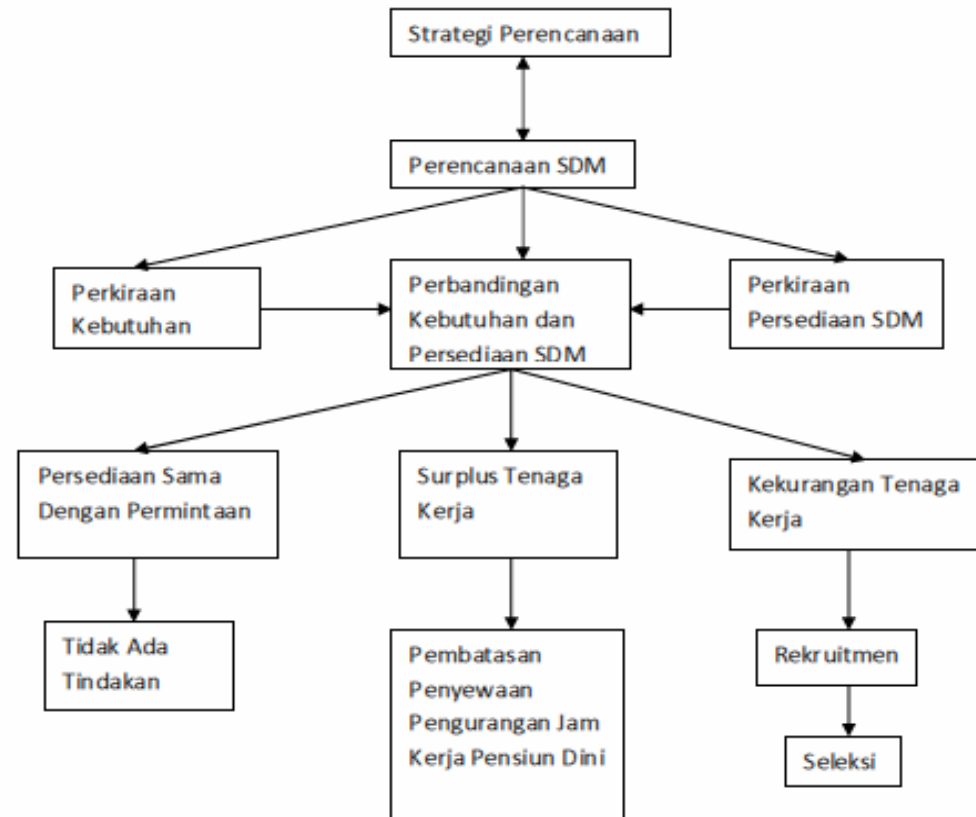 Strategi Perencanaan
Perencanaan SDM
Perkiraan
Kebutuhan
Perbandingan
Kebutuhan dan
Persediaan SDM
Perkiraan
Persediaan SDM
Persediaan Sama
Dengan Permintaan
Surplus Tenaga
Kerja
Kekurangan Tenaga
Kerja
Tidak Ada
Tindakan
Pembatasan
Penyewaan
Pengurangan Jam
Kerja Pensiun Dini
Rekruitmen
Seleksi